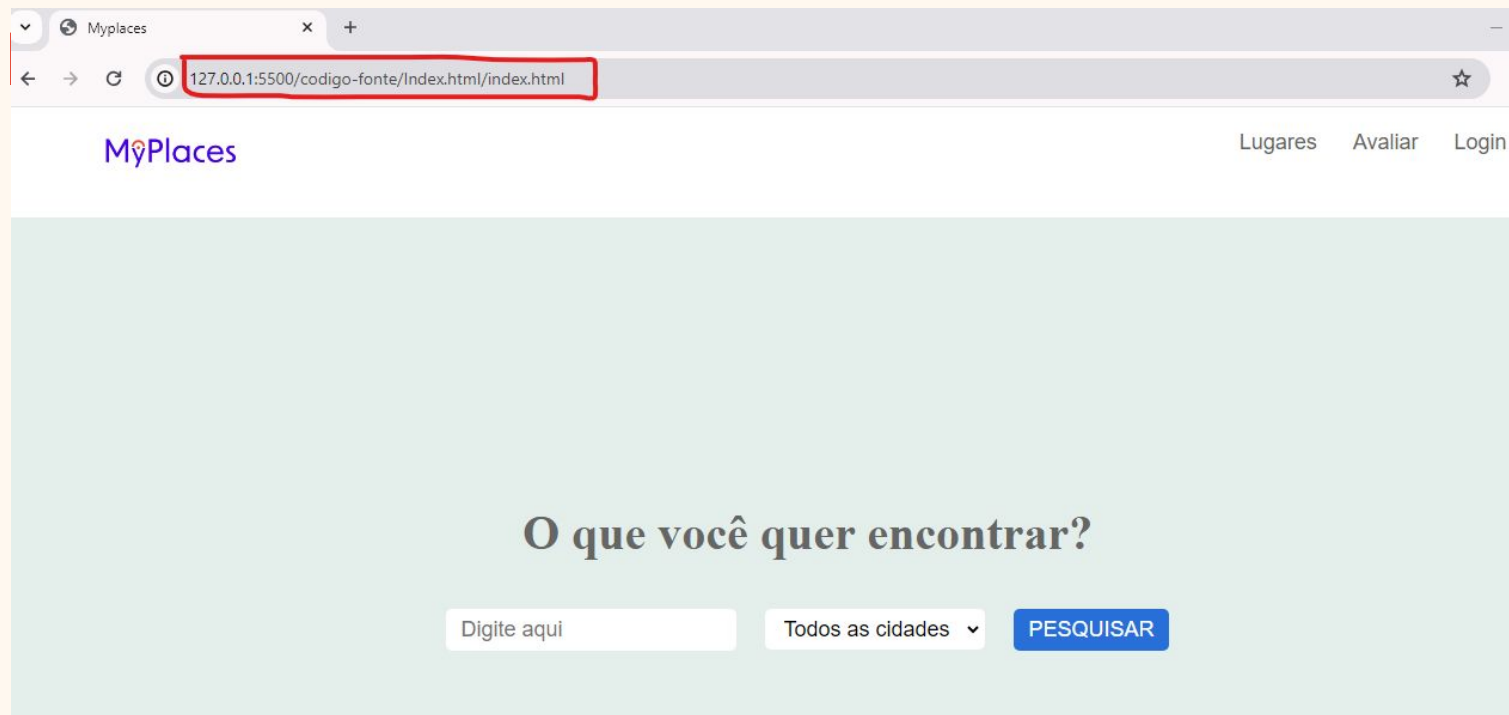 Myplaces
127.0.0.1:5500/codigo-fonte/Index.html/index.html
MyPlaces
Lugares Avaliar Login
O que você quer encontrar?
Digite aqui Todos as cidades PESQUISAR